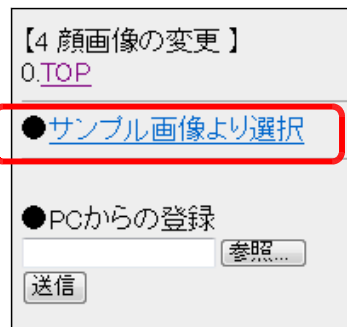 【4 顔画像の変更 】
0.TOP
●サンプル画像より選択
●PCからの登録
参照...
送信